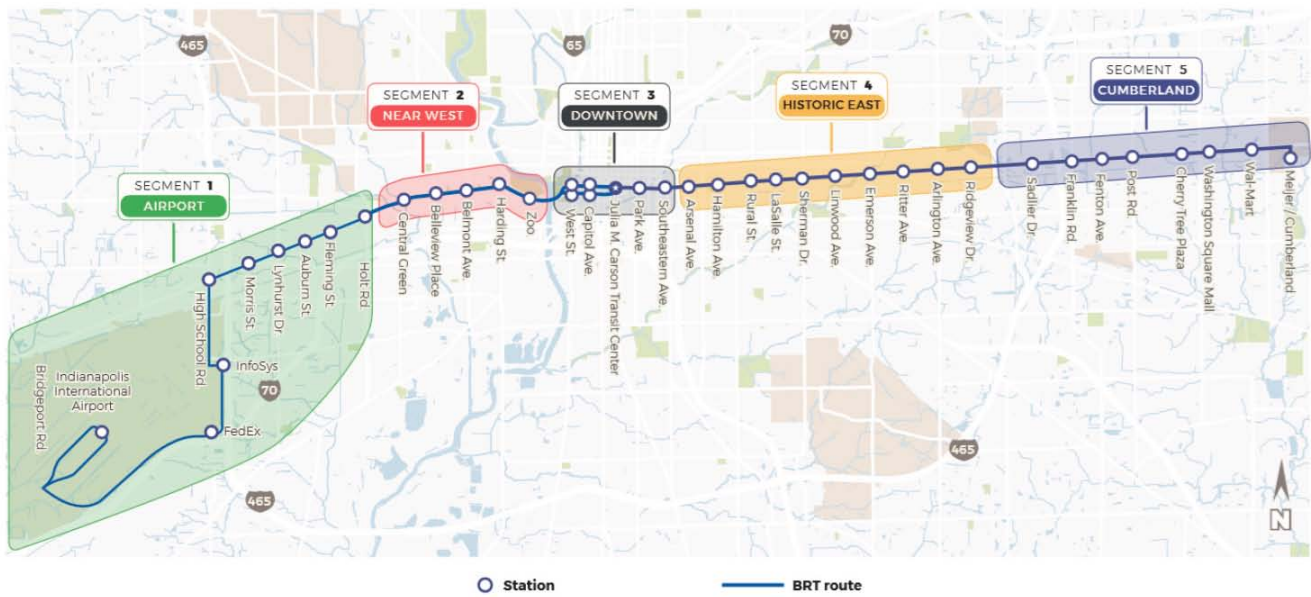 465
65
70
SEGMENT 1
AIRPORT
SEGMENT 2
NEAR WEST
SEGMENT 3
DOWNTOWN
SEGMENT 4
HISTORIC EAST
SEGMENT 5
CUMBERLAND
Bridgeport Rd
Indianapolis
International
Airport
FedEx
InfoSys
High School Rd.
Morris St.
Lynhurst Dr
Auburn St.
Fleming St.
Holt Rd.
Central Green
Belleview Place
Belmont Ave.
Harding St.
Zoo
West St.
Capitol Ave.
Julia M. Carson Transit Center
Park Ave.
Southeastern Ave.
Arsenal Ave.
Hamilton Ave.
Rural St.
LaSalle St.
Sherman Dr.
Linwood Ave.
Emerson Ave.
Ritter Ave.
Arlington Ave.
Ridgeview Dr.
Sadlier Dr.
Franklin Rd.
Fenton Ave.
Post Rd.
Cherry Tree Plaza
Washington Square Mall
Wal-Mart
Meijer / Cumberland
70
465
465
N
Station
BRT route